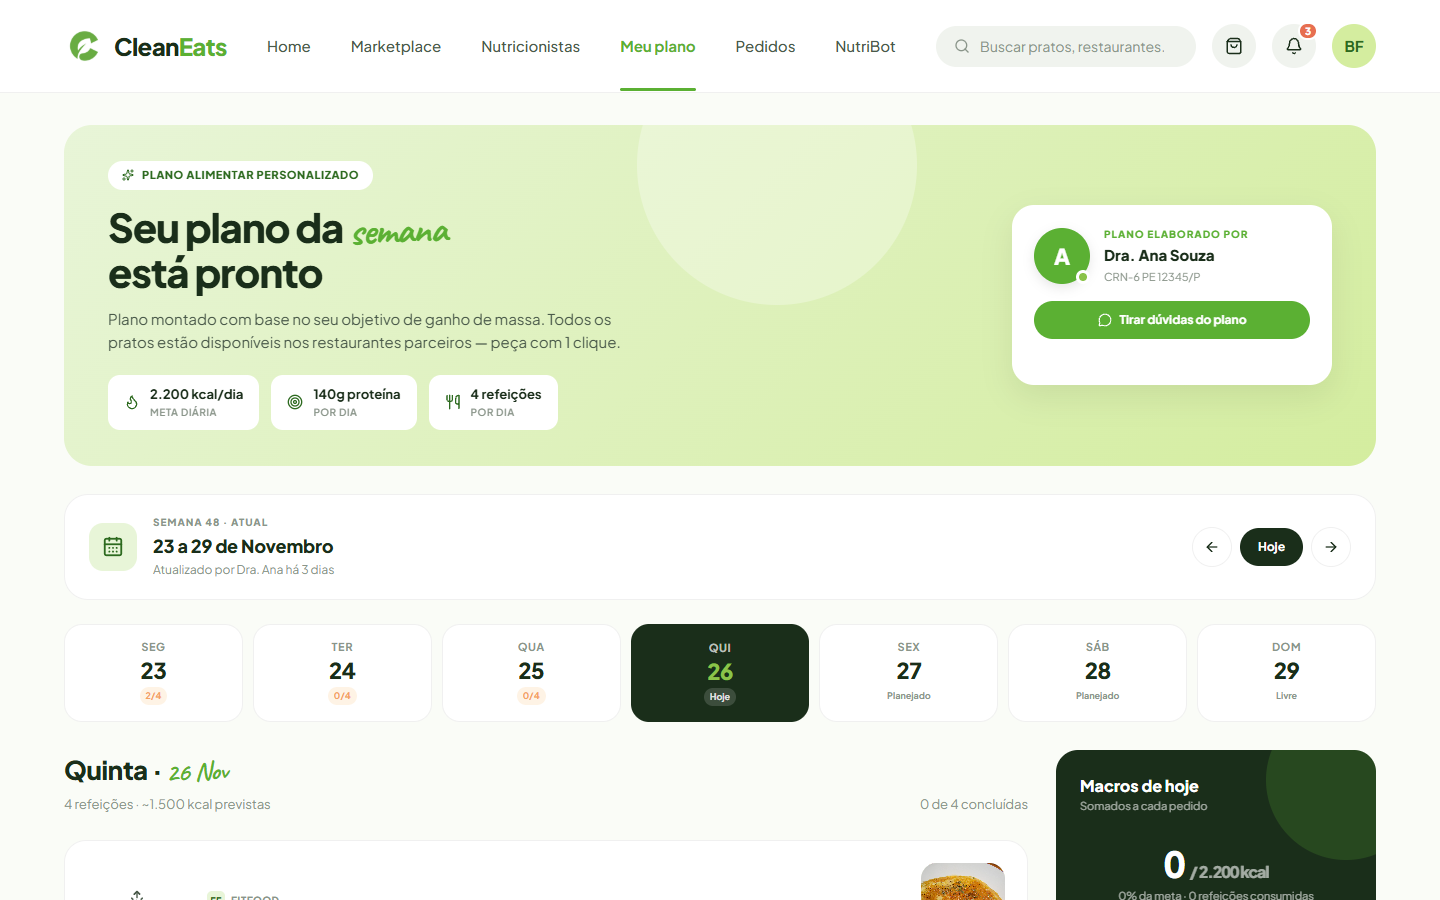 CleanEats
Home
Marketplace
Nutricionistas
Meu plano
Pedidos
NutriBot
Buscar pratos, restaurantes.
3
BF
PLANO ALIMENTAR PERSONALIZADO
Seu plano da semana
está pronto
Plano montado com base no seu objetivo de ganho de massa. Todos os
pratos estão disponíveis nos restaurantes parceiros — peça com 1 clique.
2.200 kcal/dia
META DIÁRIA
140g proteína
POR DIA
4 refeições
POR DIA
A
PLANO ELABORADO POR
Dra. Ana Souza
CRN-6 PE 12345/P
Tirar dúvidas do plano
SEMANA 48 · ATUAL
23 a 29 de Novembro
Atualizado por Dra. Ana há 3 dias
Hoje
SEG
23
2/4
TER
24
0/4
QUA
25
0/4
QUI
26
Hoje
SEX
27
Planejado
SÁB
28
Planejado
DOM
29
Livre
Quinta · 26 Nov
4 refeições · ~1.500 kcal previstas
0 de 4 concluídas
Macros de hoje
Somados a cada pedido
0 / 2.200 kcal
0% da meta · 0 refeições consumidas
FF FITFOOD